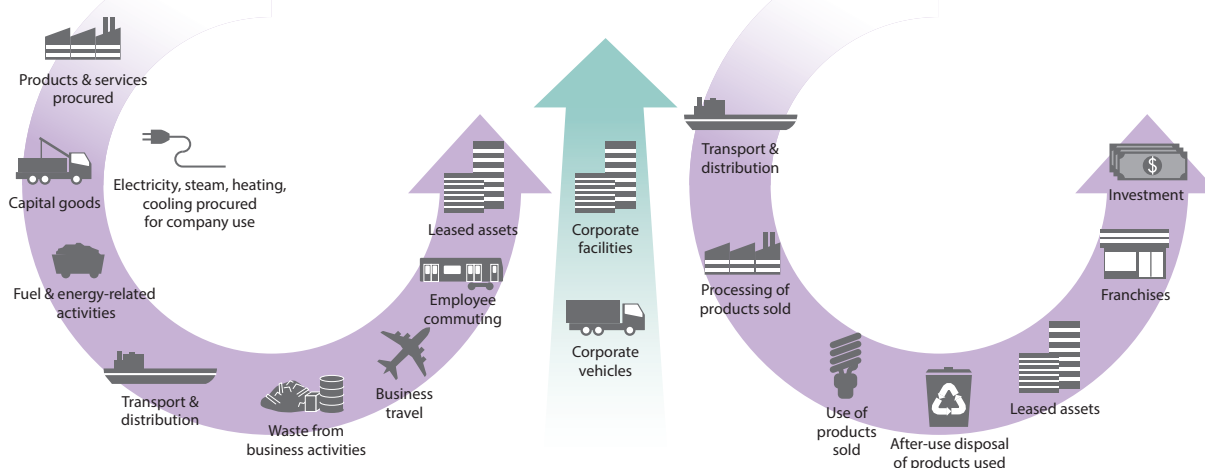 Products & services
procured
Capital goods
Electricity, steam, heating,
cooling procured
for company use
Fuel & energy-related
activities
Transport &
distribution
Waste from
business activities
Business
travel
Employee
commuting
Leased assets
Corporate
facilities
Corporate
vehicles
Transport &
distribution
Processing of
products sold
Use of
products
sold
After-use disposal
of products used
Leased assets
Franchises
$
Investment